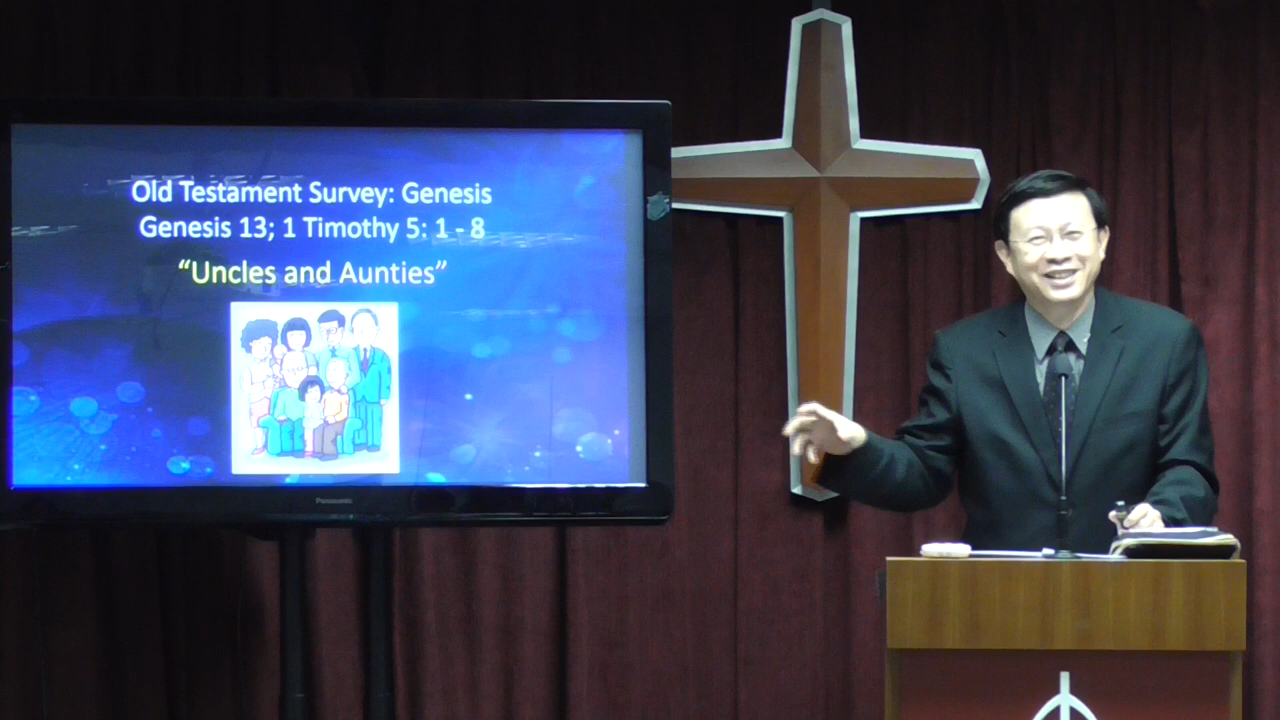 Old Testament Survey: Genesis
Genesis 13; 1 Timothy 5: 1 - 8
“Uncles and Aunties”
Panasonic